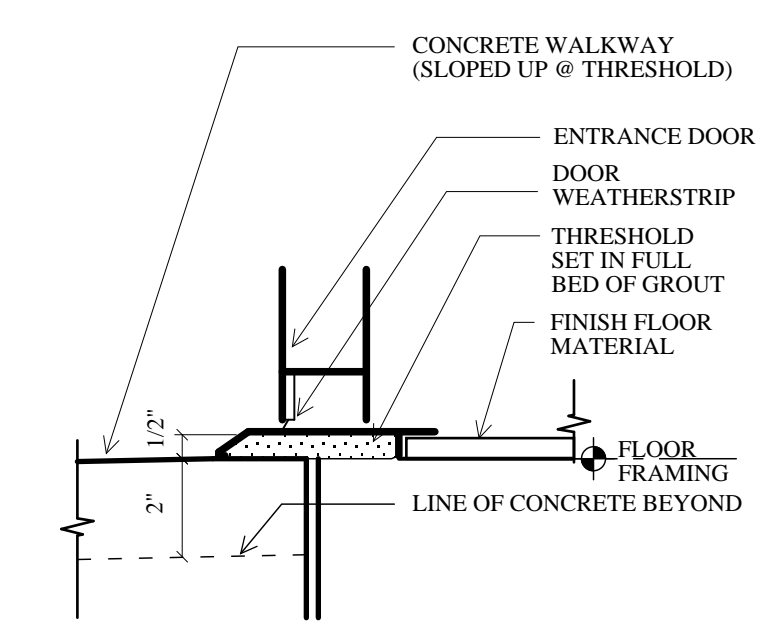 CONCRETE WALKWAY
(SLOPED UP @ THRESHOLD)
ENTRANCE DOOR
DOOR
WEATHERSTRIP
THRESHOLD
SET IN FULL
BED OF GROUT
FINISH FLOOR
MATERIAL
1/2"
FLOOR
FRAMING
2"
LINE OF CONCRETE BEYOND